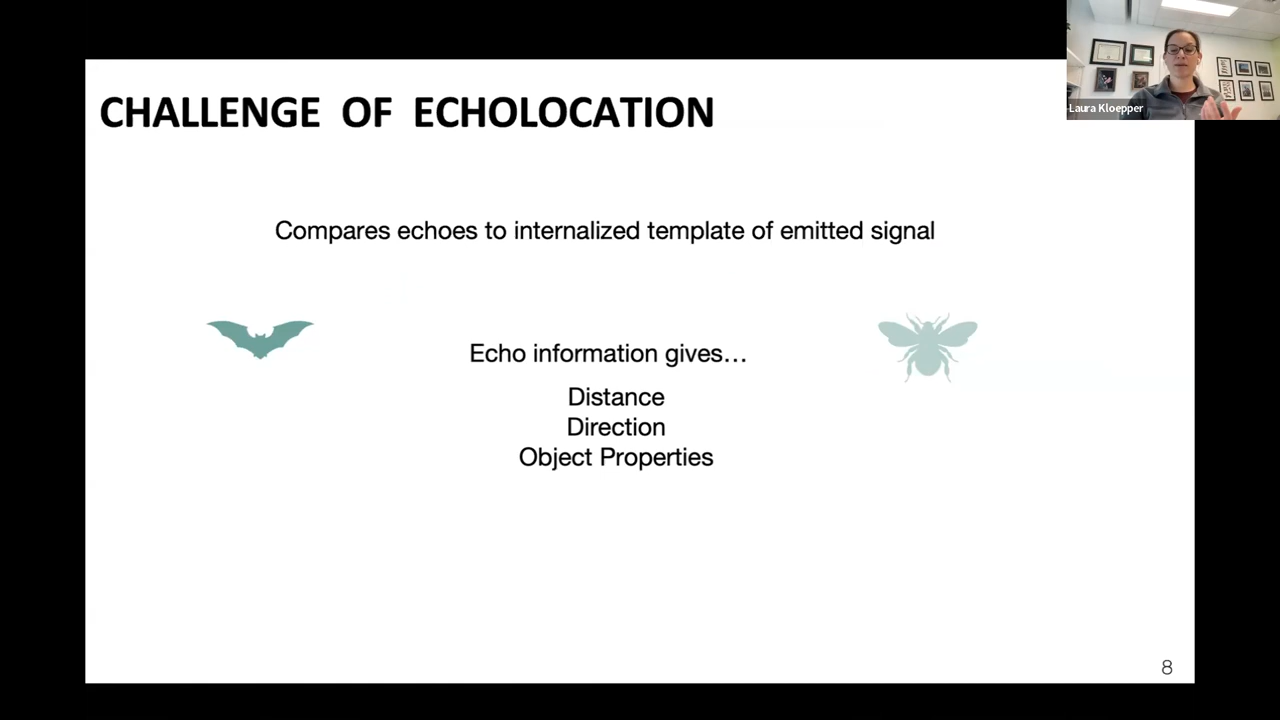 CHALLENGE OF ECHOLOCATION
Laura Kloepper
Compares echoes to internalized template of emitted signal
Echo information gives…
Distance
Direction
Object Properties
8